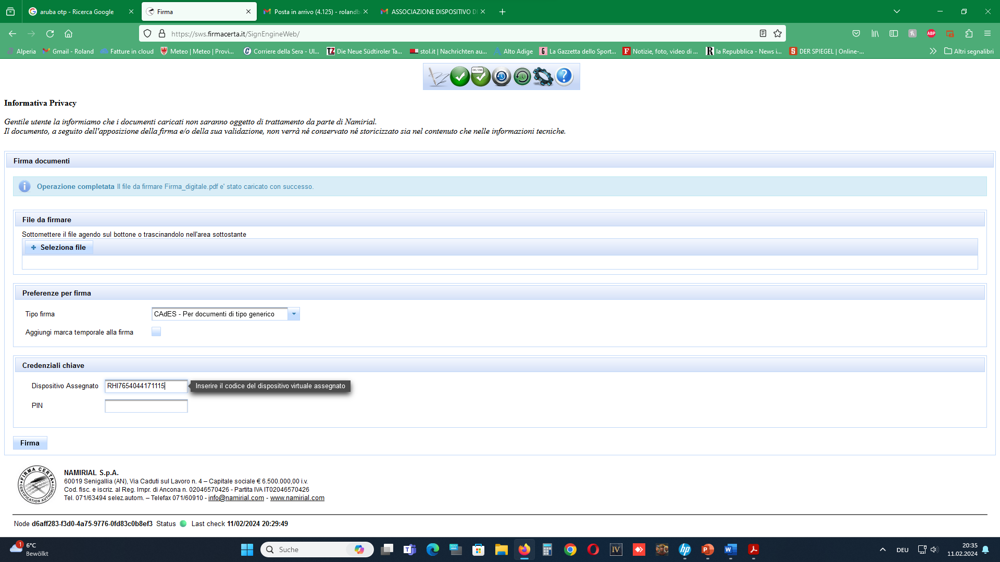 aruba otp - Ricerca Google
Firma
Posta in arrivo (4.125) - rolandb
ASSOCIAZIONE DISPOSITIVO D
https://sws.firmacerta.it/SignEngineWeb/
ABP
Alperia
Gmail - Roland
Fatture in cloud
Meteo | Meteo | Provi...
Corriere della Sera - Ul...
TZ Die Neue Südtiroler Ta...
stol.it | Nachrichten au...
Alto Adige
G La Gazzetta dello Sport...
F Notizie, foto, video di ...
R la Repubblica - News i...
S DER SPIEGEL | Online-...
Altri segnalibri
CIE / CNS
Informativa Privacy
Gentile utente la informiamo che i documenti caricati non saranno oggetto di trattamento da parte di Namirial.
Il documento, a seguito dell'apposizione della firma e/o della sua validazione, non verrà né conservato né storicizzato sia nel contenuto che nelle informazioni tecniche.
Firma documenti
Operazione completata Il file da firmare Firma_digitale.pdf e' stato caricato con successo.
File da firmare
Sottomettere il file agendo sul bottone o trascinandolo nell'area sottostante
+ Seleziona file
Preferenze per firma
Tipo firma
CAdES - Per documenti di tipo generico
Aggiungi marca temporale alla firma
Credenziali chiave
Dispositivo Assegnato
RHI7654044171115
Inserire il codice del dispositivo virtuale assegnato
PIN
Firma
FIRMA CERTA
CERTIFICATION AUTHORITY
NAMIRIAL S.p.A.
60019 Senigallia (AN), Via Caduti sul Lavoro n. 4 – Capitale sociale € 6.500.000,00 i.v.
Cod. fisc. e iscriz. al Reg. Impr. di Ancona n. 02046570426 - Partita IVA IT02046570426
Tel. 071/63494 selez.autom. – Telefax 071/60910 - info@namirial.com - www.namirial.com
Node d6aff283-f3d0-4a75-9776-0fd83c0b8ef3 Status Last check 11/02/2024 20:29:49
1
6°C
Bewölkt
Suche
IV
hp
DEU
20:35
11.02.2024